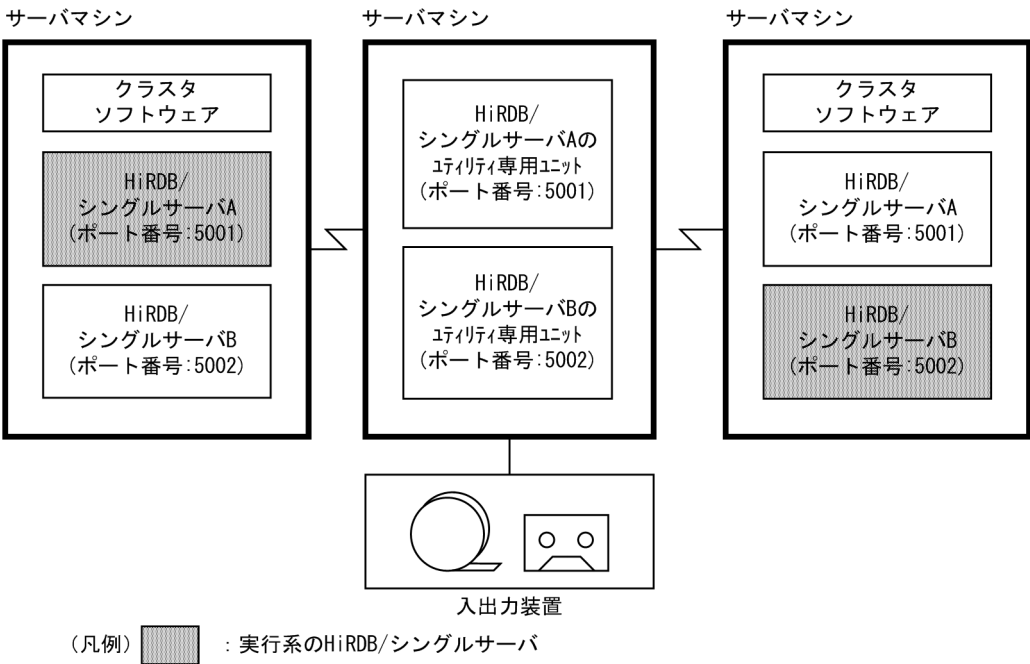 サーバマシン
サーバマシン
サーバマシン
クラスタ
ソフトウェア
HiRDB/
シングルサーバA
(ポート番号:5001)
HiRDB/
シングルサーバB
(ポート番号:5002)
HiRDB/
シングルサーバAの
ユティリティ専用ユニット
(ポート番号:5001)
HiRDB/
シングルサーバBの
ユティリティ専用ユニット
(ポート番号:5002)
クラスタ
ソフトウェア
HiRDB/
シングルサーバA
(ポート番号:5001)
HiRDB/
シングルサーバB
(ポート番号:5002)
入出力装置
(凡例) :実行系のHiRDB/シングルサーバ